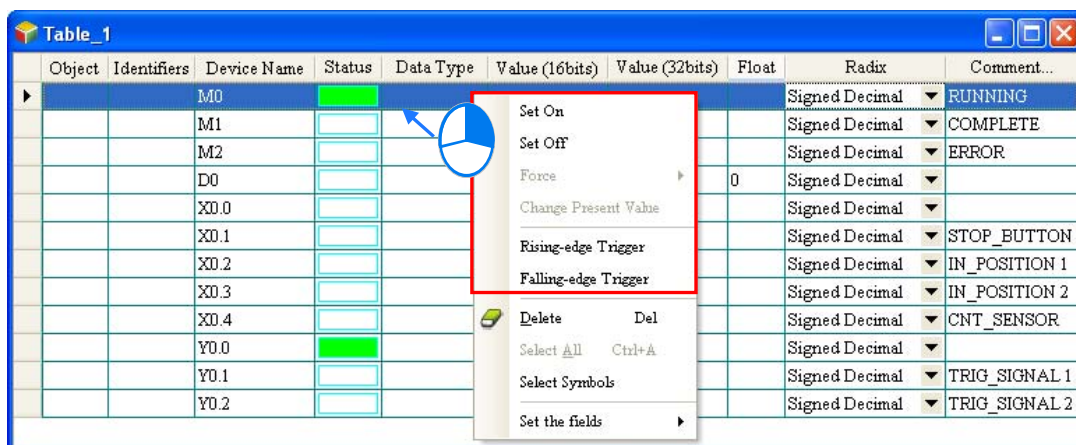 Table_1
Object Identifiers Device Name Status Data Type Value (16bits) Value (32bits) Float Radix Comment...
M0 Signed Decimal RUNNING
M1 Signed Decimal COMPLETE
M2 Signed Decimal ERROR
D0 0 Signed Decimal
X0.0 Signed Decimal
X0.1 Signed Decimal STOP_BUTTON
X0.2 Signed Decimal IN_POSITION 1
X0.3 Signed Decimal IN_POSITION 2
X0.4 Signed Decimal CNT_SENSOR
Y0.0 Signed Decimal
Y0.1 Signed Decimal TRIG_SIGNAL 1
Y0.2 Signed Decimal TRIG_SIGNAL 2
Set On
Set Off
Force
Change Present Value
Rising-edge Trigger
Falling-edge Trigger
Delete Del
Select All Ctrl+A
Select Symbols
Set the fields